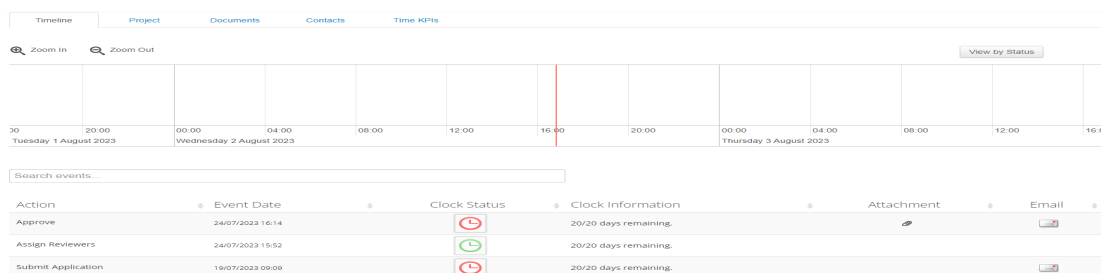 Timeline Project Documents Contacts Time KPIs
Zoom In Zoom Out View by Status
20:00 00:00 04:00 08:00 12:00 16:00 20:00 00:00 04:00 08:00 12:00
Tuesday 1 August 2023 Wednesday 2 August 2023 Thursday 3 August 2023
Search events...
Action Event Date Clock Status Clock Information Attachment Email
Approve 24/07/2023 16:14 20/20 days remaining.
Assign Reviewers 24/07/2023 15:52 20/20 days remaining.
Submit Application 19/07/2023 09:09 20/20 days remaining.